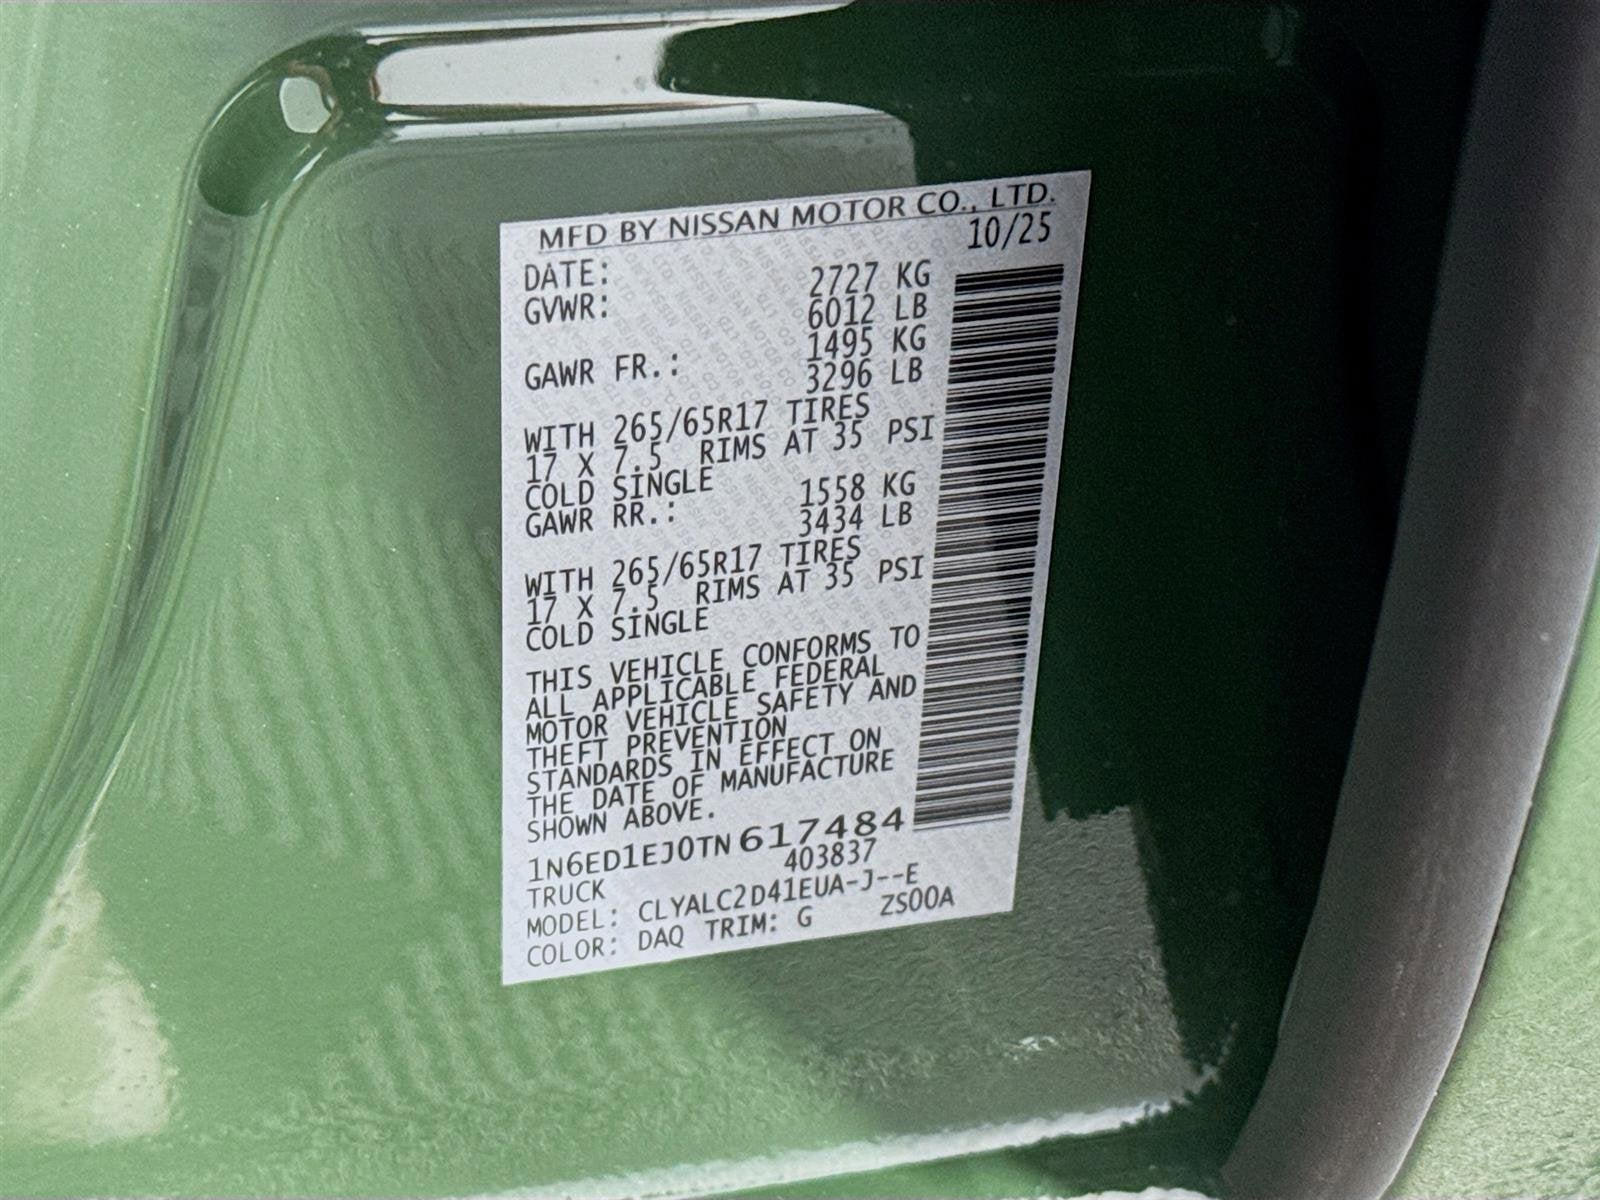 MFD BY NISSAN MOTOR CO., LTD.
DATE: 10/25
GVWR: 2727 KG
6012 LB
GAWR FR.: 1495 KG
3296 LB
WITH 265/65R17 TIRES
17 X 7.5 RIMS AT 35 PSI
COLD SINGLE
GAWR RR.: 1558 KG
3434 LB
WITH 265/65R17 TIRES
17 X 7.5 RIMS AT 35 PSI
COLD SINGLE
THIS VEHICLE CONFORMS TO
ALL APPLICABLE FEDERAL
MOTOR VEHICLE SAFETY AND
THEFT PREVENTION
STANDARDS IN EFFECT ON
THE DATE OF MANUFACTURE
SHOWN ABOVE.
1N6ED1EJ0TN617484
TRUCK 403837
MODEL: CLYALC2D41EUA-J--E
COLOR: DAQ TRIM: G ZS00A